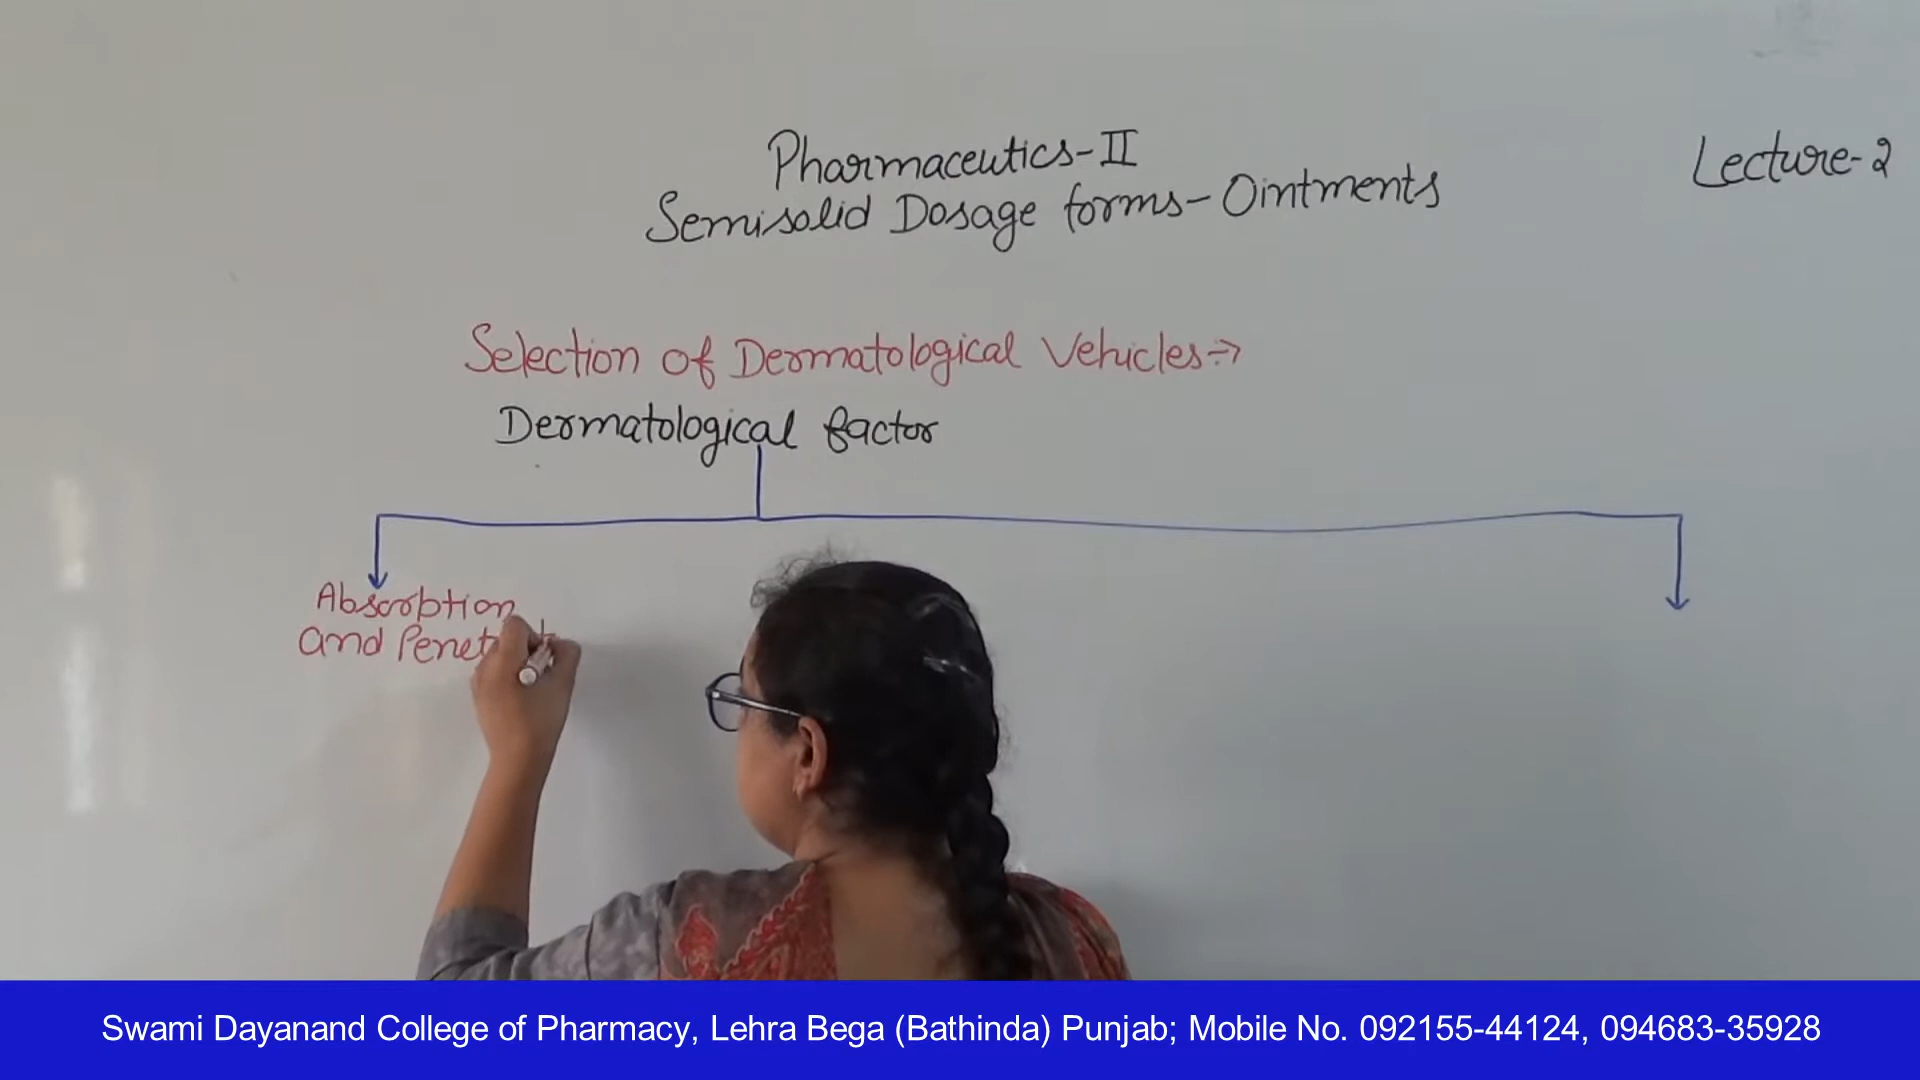 Pharmaceutics-II
Lecture-2
Semisolid Dosage forms- Ointments
Selection of Dermatological Vehicles÷→
Dermatological factor
Absorption
and Penet
Swami Dayanand College of Pharmacy, Lehra Bega (Bathinda) Punjab; Mobile No. 092155-44124, 094683-35928